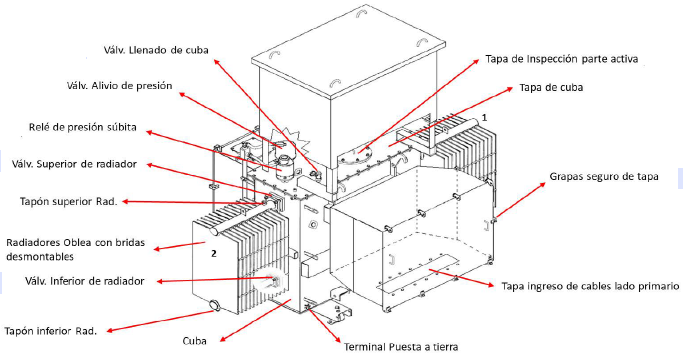 Válv. Llenado de cuba
Válv. Alivio de presión
Relé de presión súbita
Válv. Superior de radiador
Tapón superior Rad.
Radiadores Oblea con bridas
desmontables
Válv. Inferior de radiador
Tapón inferior Rad.
Cuba
Terminal Puesta a tierra
Tapa de Inspección parte activa
Tapa de cuba
1
Grapas seguro de tapa
2
Tapa ingreso de cables lado primario